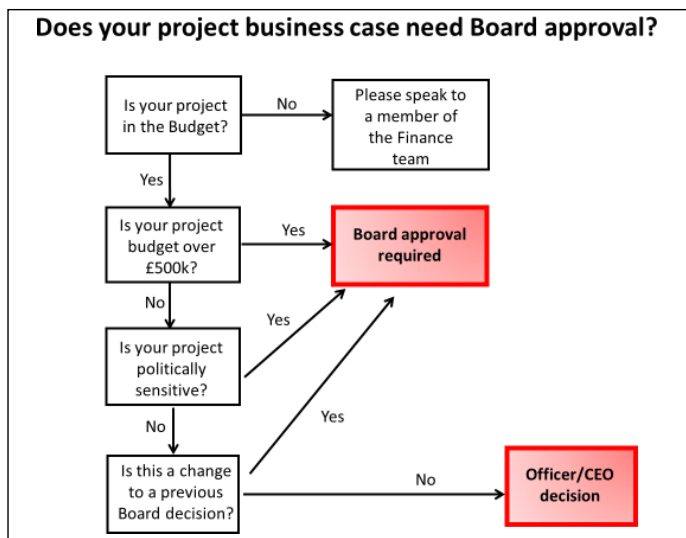 Does your project business case need Board approval?
Is your project
in the Budget?
No
Please speak to
a member of
the Finance
team
Yes
Is your project
budget over
£500k?
Yes
Board approval
required
No
Yes
Is your project
politically
sensitive?
No
Yes
Is this a change
to a previous
Board decision?
No
Officer/CEO
decision